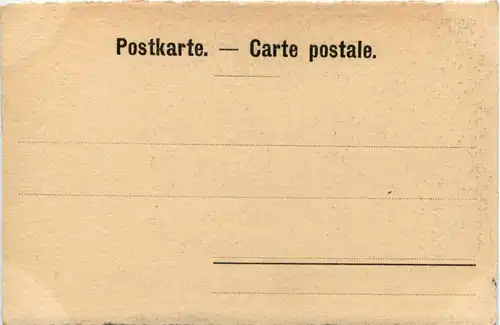 Postkarte. — Carte postale.